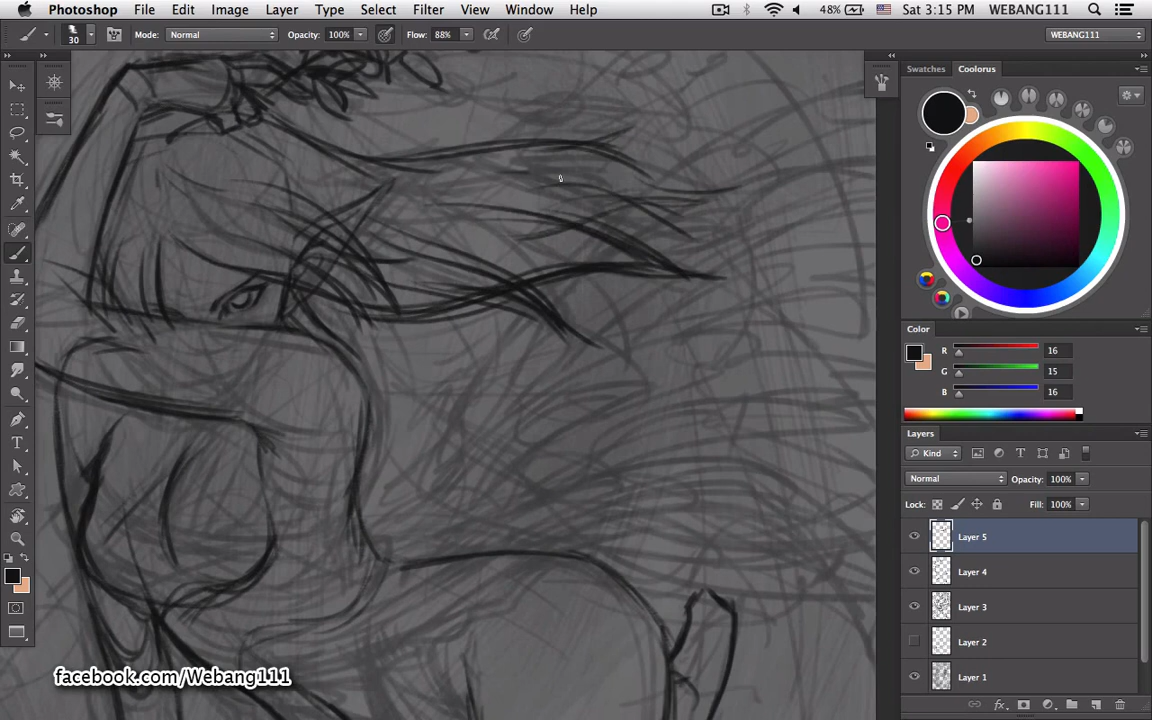 Photoshop File Edit Image Layer Type Select Filter View Window Help 48% Sat 3:15 PM WEBANG111
30 Mode: Normal Opacity: 100% Flow: 88% WEBANG111
Swatches Coolorus
Color
R 16
G 15
B 16
Layers
Kind
Normal Opacity: 100%
Lock: Fill: 100%
Layer 5
Layer 4
Layer 3
Layer 2
Layer 1
facebook.com/Webang111